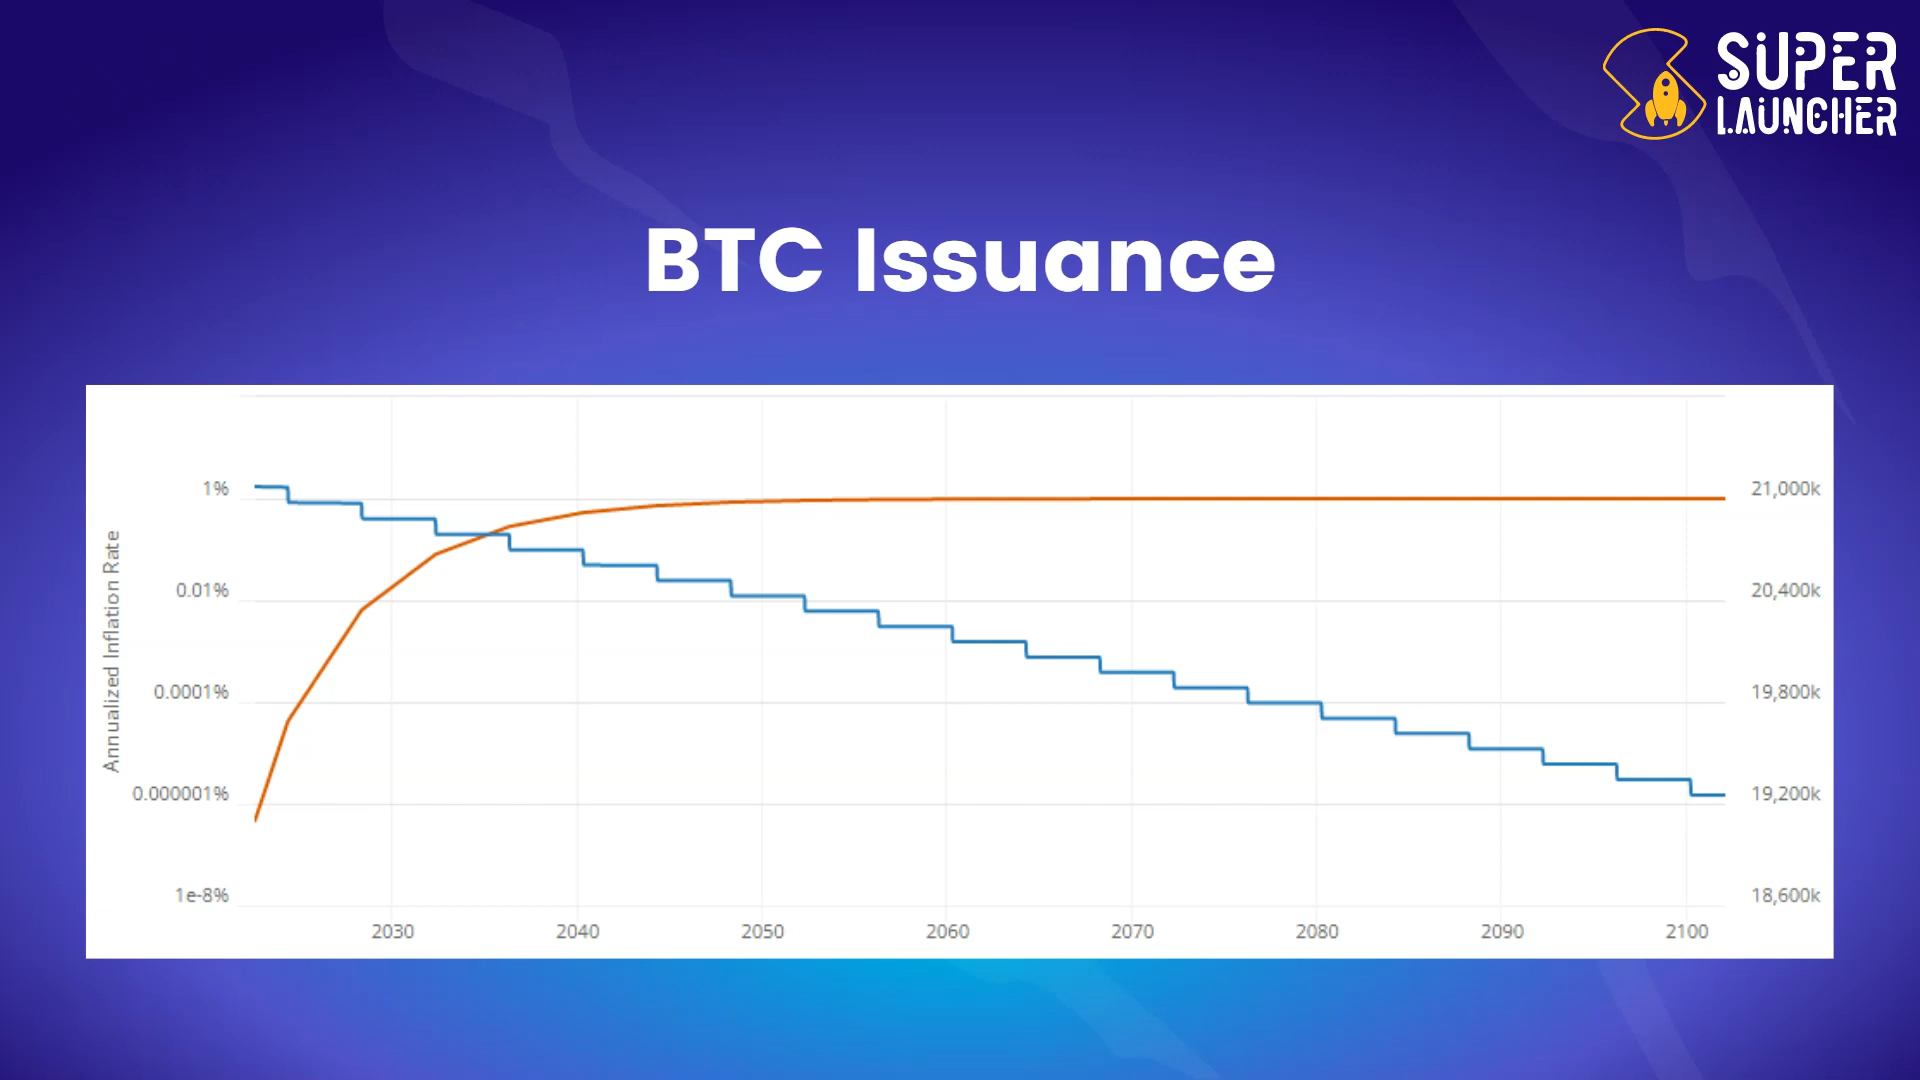 SUPER
LAUNCHER
BTC Issuance
Annualized Inflation Rate
1%
0.01%
0.0001%
0.000001%
1e-8%
21,000k
20,400k
19,800k
19,200k
18,600k
2030 2040 2050 2060 2070 2080 2090 2100